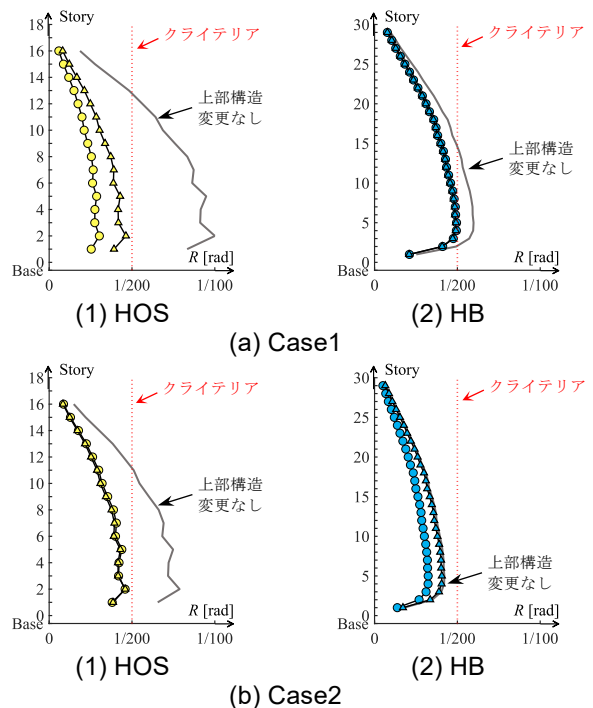 Story
18
16
14
12
10
8
6
4
2
0
Base
0
1/200
1/100
R [rad]
クライテリア
上部構造
変更なし
(1) HOS
Story
30
25
20
15
10
5
0
Base
0
1/200
1/100
R [rad]
クライテリア
上部構造
変更なし
(2) HB
(a) Case1
Story
18
16
14
12
10
8
6
4
2
0
Base
0
1/200
1/100
R [rad]
クライテリア
上部構造
変更なし
(1) HOS
Story
30
25
20
15
10
5
0
Base
0
1/200
1/100
R [rad]
クライテリア
上部構造
変更なし
(2) HB
(b) Case2